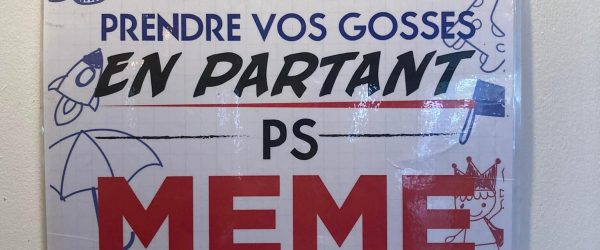 PRENDRE VOS GOSSES
EN PARTANT
PS
MEME